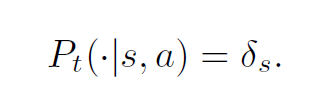 P_t(·|s, a) = δ_s.